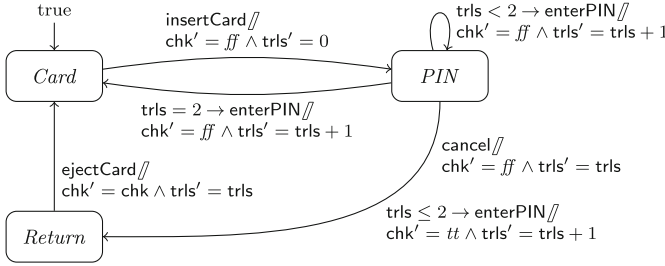 true
insertCard⫽
chk′ = ff ∧ trls′ = 0
trls < 2 → enterPIN⫽
chk′ = ff ∧ trls′ = trls + 1
Card
PIN
trls = 2 → enterPIN⫽
chk′ = ff ∧ trls′ = trls + 1
cancel⫽
chk′ = ff ∧ trls′ = trls
ejectCard⫽
chk′ = chk ∧ trls′ = trls
trls ≤ 2 → enterPIN⫽
chk′ = tt ∧ trls′ = trls + 1
Return